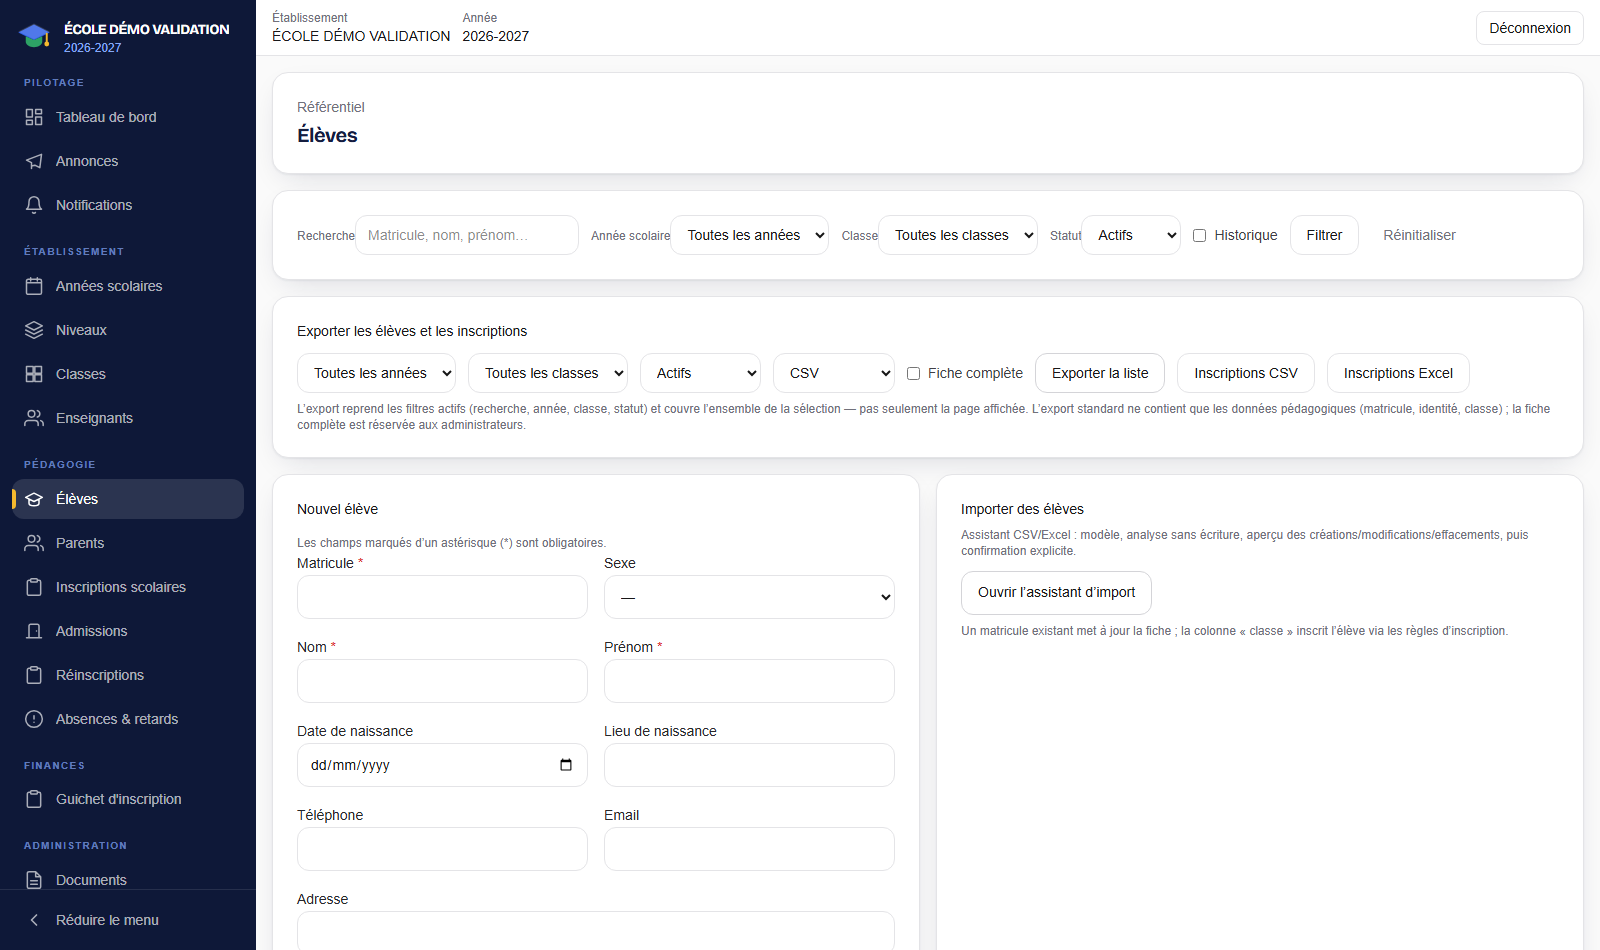 ÉCOLE DÉMO VALIDATION
2026-2027
PILOTAGE
Tableau de bord
Annonces
Notifications
ÉTABLISSEMENT
Années scolaires
Niveaux
Classes
Enseignants
PÉDAGOGIE
Élèves
Parents
Inscriptions scolaires
Admissions
Réinscriptions
Absences & retards
FINANCES
Guichet d'inscription
ADMINISTRATION
Documents
Réduire le menu
Établissement Année
ÉCOLE DÉMO VALIDATION 2026-2027
Déconnexion
Référentiel
Élèves
Recherche Matricule, nom, prénom… Année scolaire Toutes les années Classe Toutes les classes Statut Actifs Historique Filtrer Réinitialiser
Exporter les élèves et les inscriptions
Toutes les années Toutes les classes Actifs CSV Fiche complète Exporter la liste Inscriptions CSV Inscriptions Excel
L’export reprend les filtres actifs (recherche, année, classe, statut) et couvre l’ensemble de la sélection — pas seulement la page affichée. L’export standard ne contient que les données pédagogiques (matricule, identité, classe) ; la fiche
complète est réservée aux administrateurs.
Nouvel élève
Les champs marqués d’un astérisque (*) sont obligatoires.
Matricule * Sexe
—
Nom * Prénom *
Date de naissance Lieu de naissance
dd/mm/yyyy
Téléphone Email
Adresse
Importer des élèves
Assistant CSV/Excel : modèle, analyse sans écriture, aperçu des créations/modifications/effacements, puis
confirmation explicite.
Ouvrir l’assistant d’import
Un matricule existant met à jour la fiche ; la colonne « classe » inscrit l’élève via les règles d’inscription.